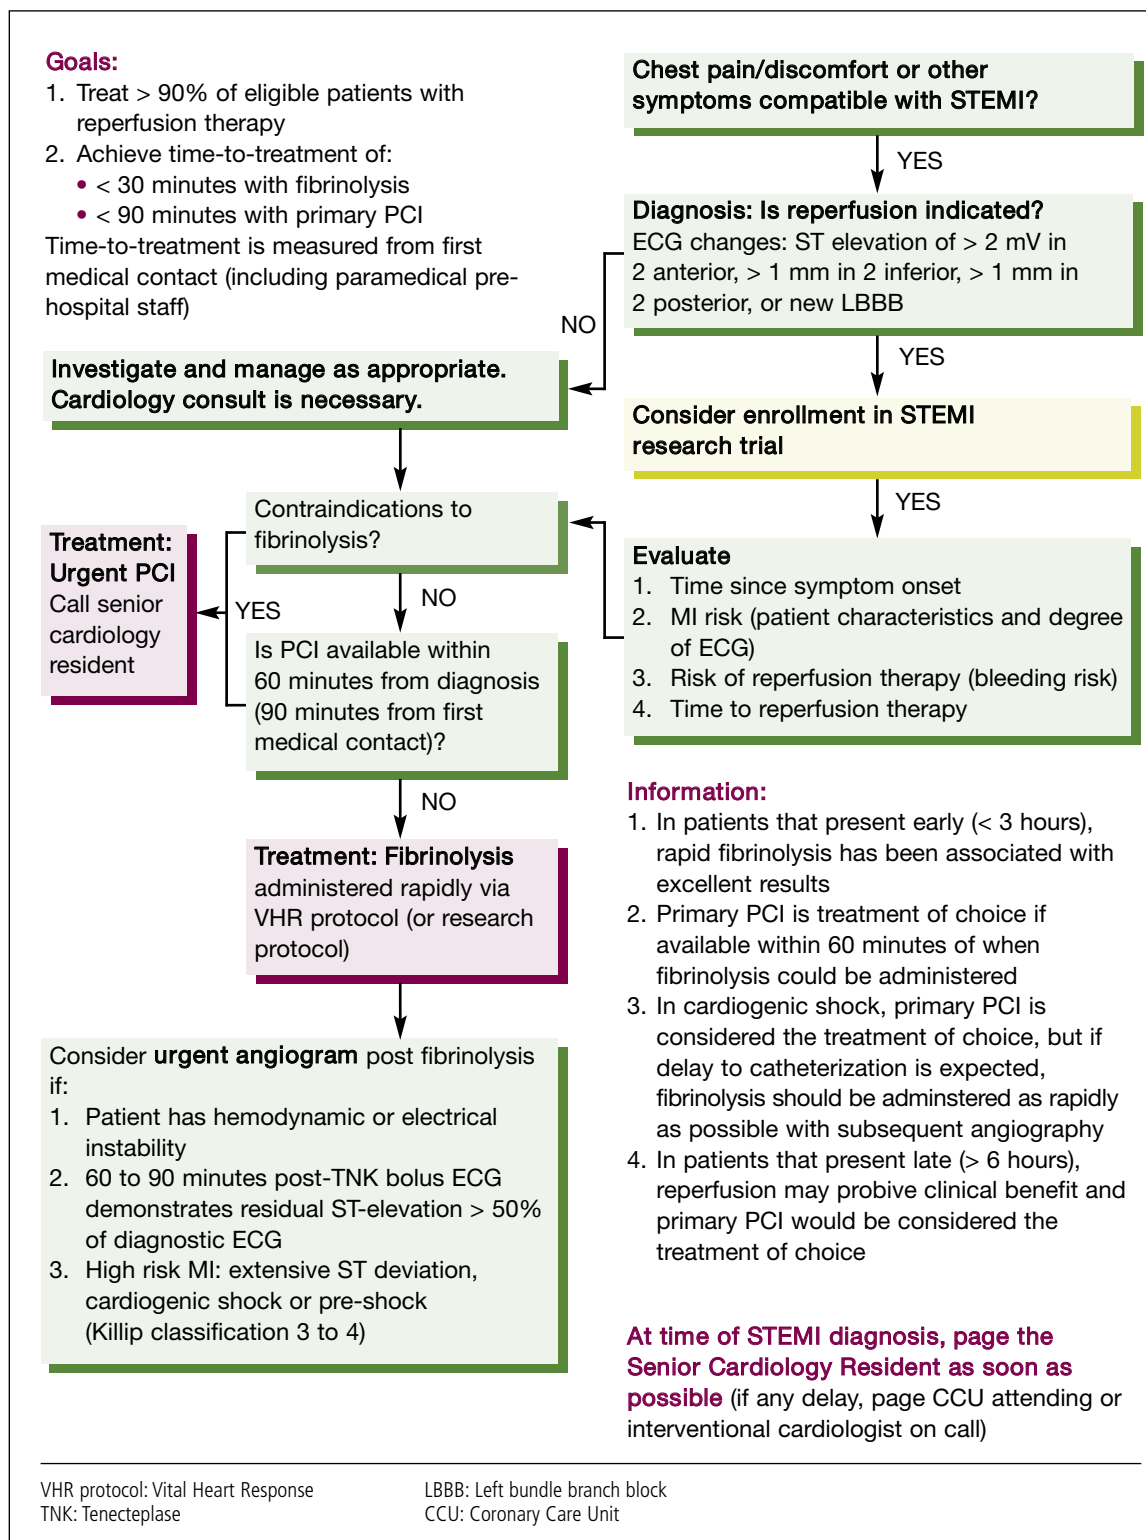 Goals:
1. Treat > 90% of eligible patients with
reperfusion therapy
2. Achieve time-to-treatment of:
• < 30 minutes with fibrinolysis
• < 90 minutes with primary PCI
Time-to-treatment is measured from first
medical contact (including paramedical pre-
hospital staff)
Chest pain/discomfort or other
symptoms compatible with STEMI?
YES
Diagnosis: Is reperfusion indicated?
ECG changes: ST elevation of > 2 mV in
2 anterior, > 1 mm in 2 inferior, > 1 mm in
2 posterior, or new LBBB
NO
YES
Investigate and manage as appropriate.
Cardiology consult is necessary.
Consider enrollment in STEMI
research trial
YES
Evaluate
1. Time since symptom onset
2. MI risk (patient characteristics and degree
of ECG)
3. Risk of reperfusion therapy (bleeding risk)
4. Time to reperfusion therapy
Contraindications to
fibrinolysis?
Treatment:
Urgent PCI
Call senior
cardiology
resident
YES
NO
Is PCI available within
60 minutes from diagnosis
(90 minutes from first
medical contact)?
NO
Treatment: Fibrinolysis
administered rapidly via
VHR protocol (or research
protocol)
Consider urgent angiogram post fibrinolysis
if:
1. Patient has hemodynamic or electrical
instability
2. 60 to 90 minutes post-TNK bolus ECG
demonstrates residual ST-elevation > 50%
of diagnostic ECG
3. High risk MI: extensive ST deviation,
cardiogenic shock or pre-shock
(Killip classification 3 to 4)
Information:
1. In patients that present early (< 3 hours),
rapid fibrinolysis has been associated with
excellent results
2. Primary PCI is treatment of choice if
available within 60 minutes of when
fibrinolysis could be administered
3. In cardiogenic shock, primary PCI is
considered the treatment of choice, but if
delay to catheterization is expected,
fibrinolysis should be adminstered as rapidly
as possible with subsequent angiography
4. In patients that present late (> 6 hours),
reperfusion may probive clinical benefit and
primary PCI would be considered the
treatment of choice
At time of STEMI diagnosis, page the
Senior Cardiology Resident as soon as
possible (if any delay, page CCU attending or
interventional cardiologist on call)
VHR protocol: Vital Heart Response
TNK: Tenecteplase
LBBB: Left bundle branch block
CCU: Coronary Care Unit